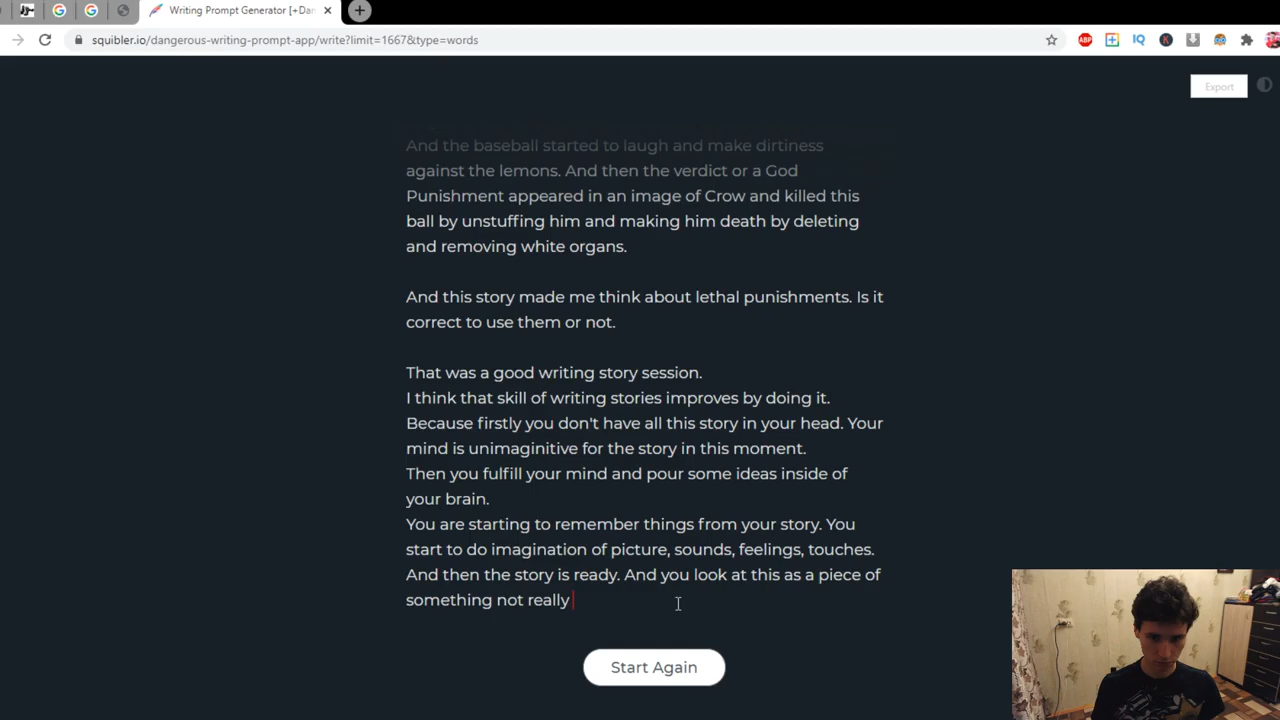 Writing Prompt Generator [+Dan
squibler.io/dangerous-writing-prompt-app/write?limit=1667&type=words
ABP
IQ
K
Export
And the baseball started to laugh and make dirtiness
against the lemons. And then the verdict or a God
Punishment appeared in an image of Crow and killed this
ball by unstuffing him and making him death by deleting
and removing white organs.
And this story made me think about lethal punishments. Is it
correct to use them or not.
That was a good writing story session.
I think that skill of writing stories improves by doing it.
Because firstly you don't have all this story in your head. Your
mind is unimaginitive for the story in this moment.
Then you fulfill your mind and pour some ideas inside of
your brain.
You are starting to remember things from your story. You
start to do imagination of picture, sounds, feelings, touches.
And then the story is ready. And you look at this as a piece of
something not really
Start Again